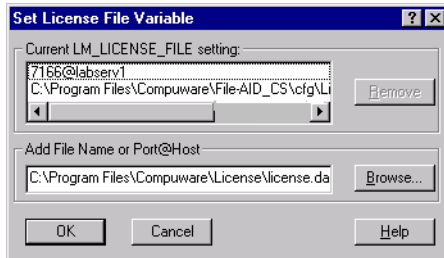 Set License File Variable
Current LM_LICENSE_FILE setting:
7166@labserv1
C:\Program Files\Compuware\File-AID_CS\cfg\Li
Remove
Add File Name or Port@Host
C:\Program Files\Compuware\License\license.da
Browse...
OK Cancel Help